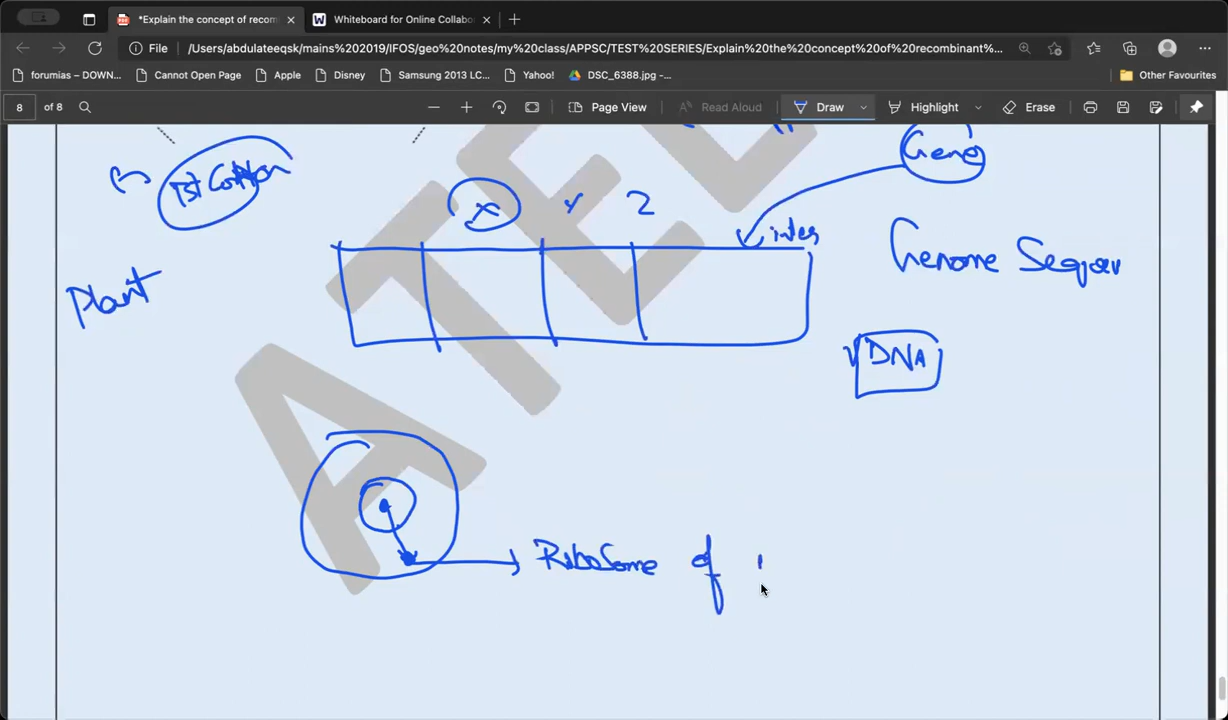 *Explain the concept of recom
Whiteboard for Online Collabo
File
/Users/abdulateeqsk/mains%202019/IFOS/geo%20notes/my%20class/APPSC/TEST%20SERIES/Explain%20the%20concept%20of%20recombinant%...
forumias – DOWN...
Cannot Open Page
Apple
Disney
Samsung 2013 LC...
Yahoo!
DSC_6388.jpg -...
Other Favourites
8 of 8
Page View
Read Aloud
Draw
Highlight
Erase
Gene
x Y Z
Plant
Genome Sequen
DNA
Ribosome of
ATE